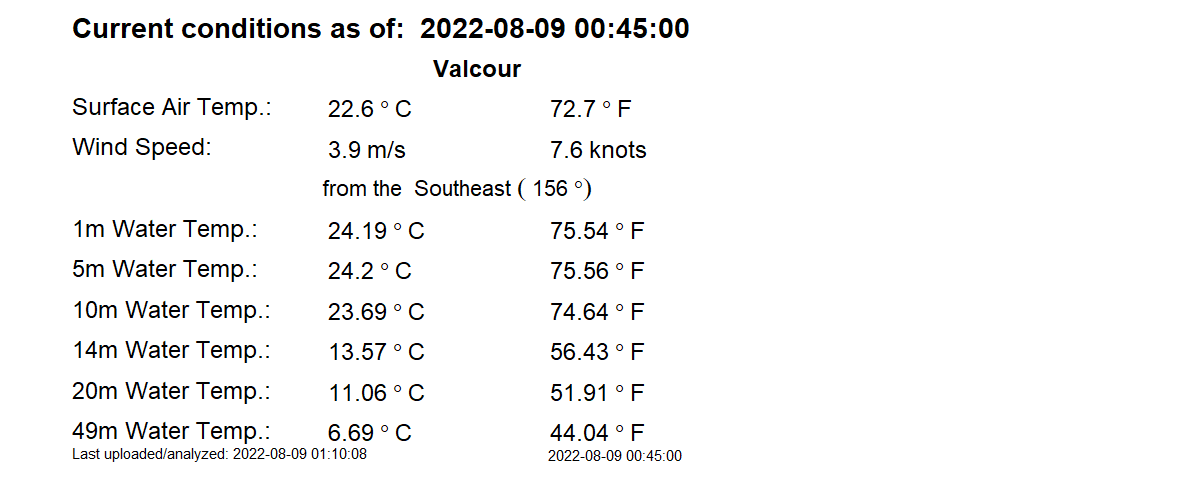 Current conditions as of: 2022-08-09 00:45:00
Valcour
Surface Air Temp.: 22.6 ° C 72.7 ° F
Wind Speed: 3.9 m/s 7.6 knots
from the Southeast ( 156 °)
1m Water Temp.: 24.19 ° C 75.54 ° F
5m Water Temp.: 24.2 ° C 75.56 ° F
10m Water Temp.: 23.69 ° C 74.64 ° F
14m Water Temp.: 13.57 ° C 56.43 ° F
20m Water Temp.: 11.06 ° C 51.91 ° F
49m Water Temp.: 6.69 ° C 44.04 ° F
Last uploaded/analyzed: 2022-08-09 01:10:08 2022-08-09 00:45:00